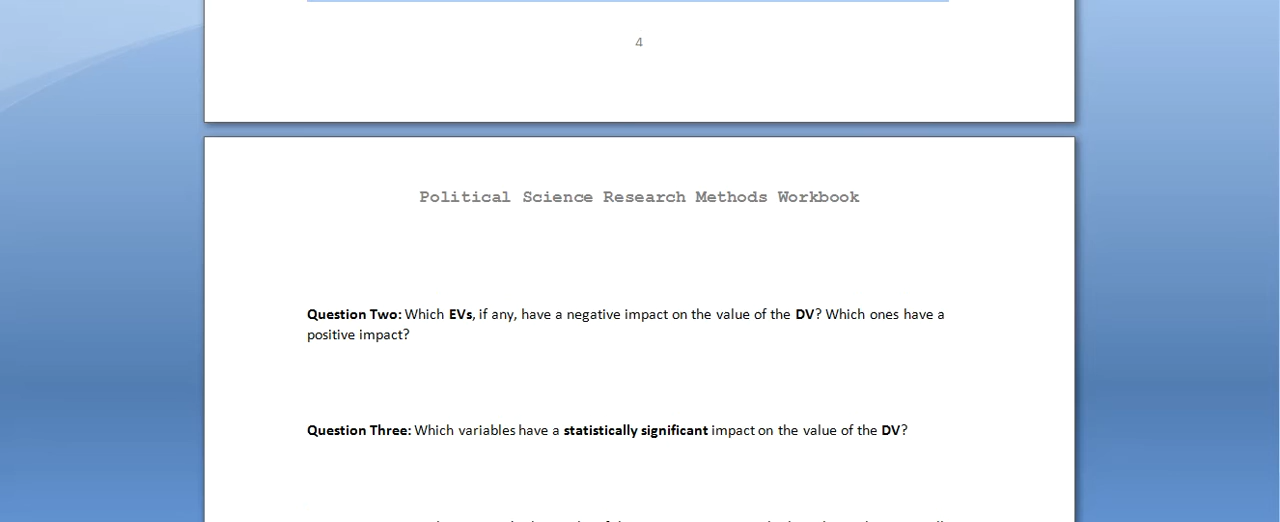 4
Political Science Research Methods Workbook
Question Two: Which EVs, if any, have a negative impact on the value of the DV? Which ones have a
positive impact?
Question Three: Which variables have a statistically significant impact on the value of the DV?